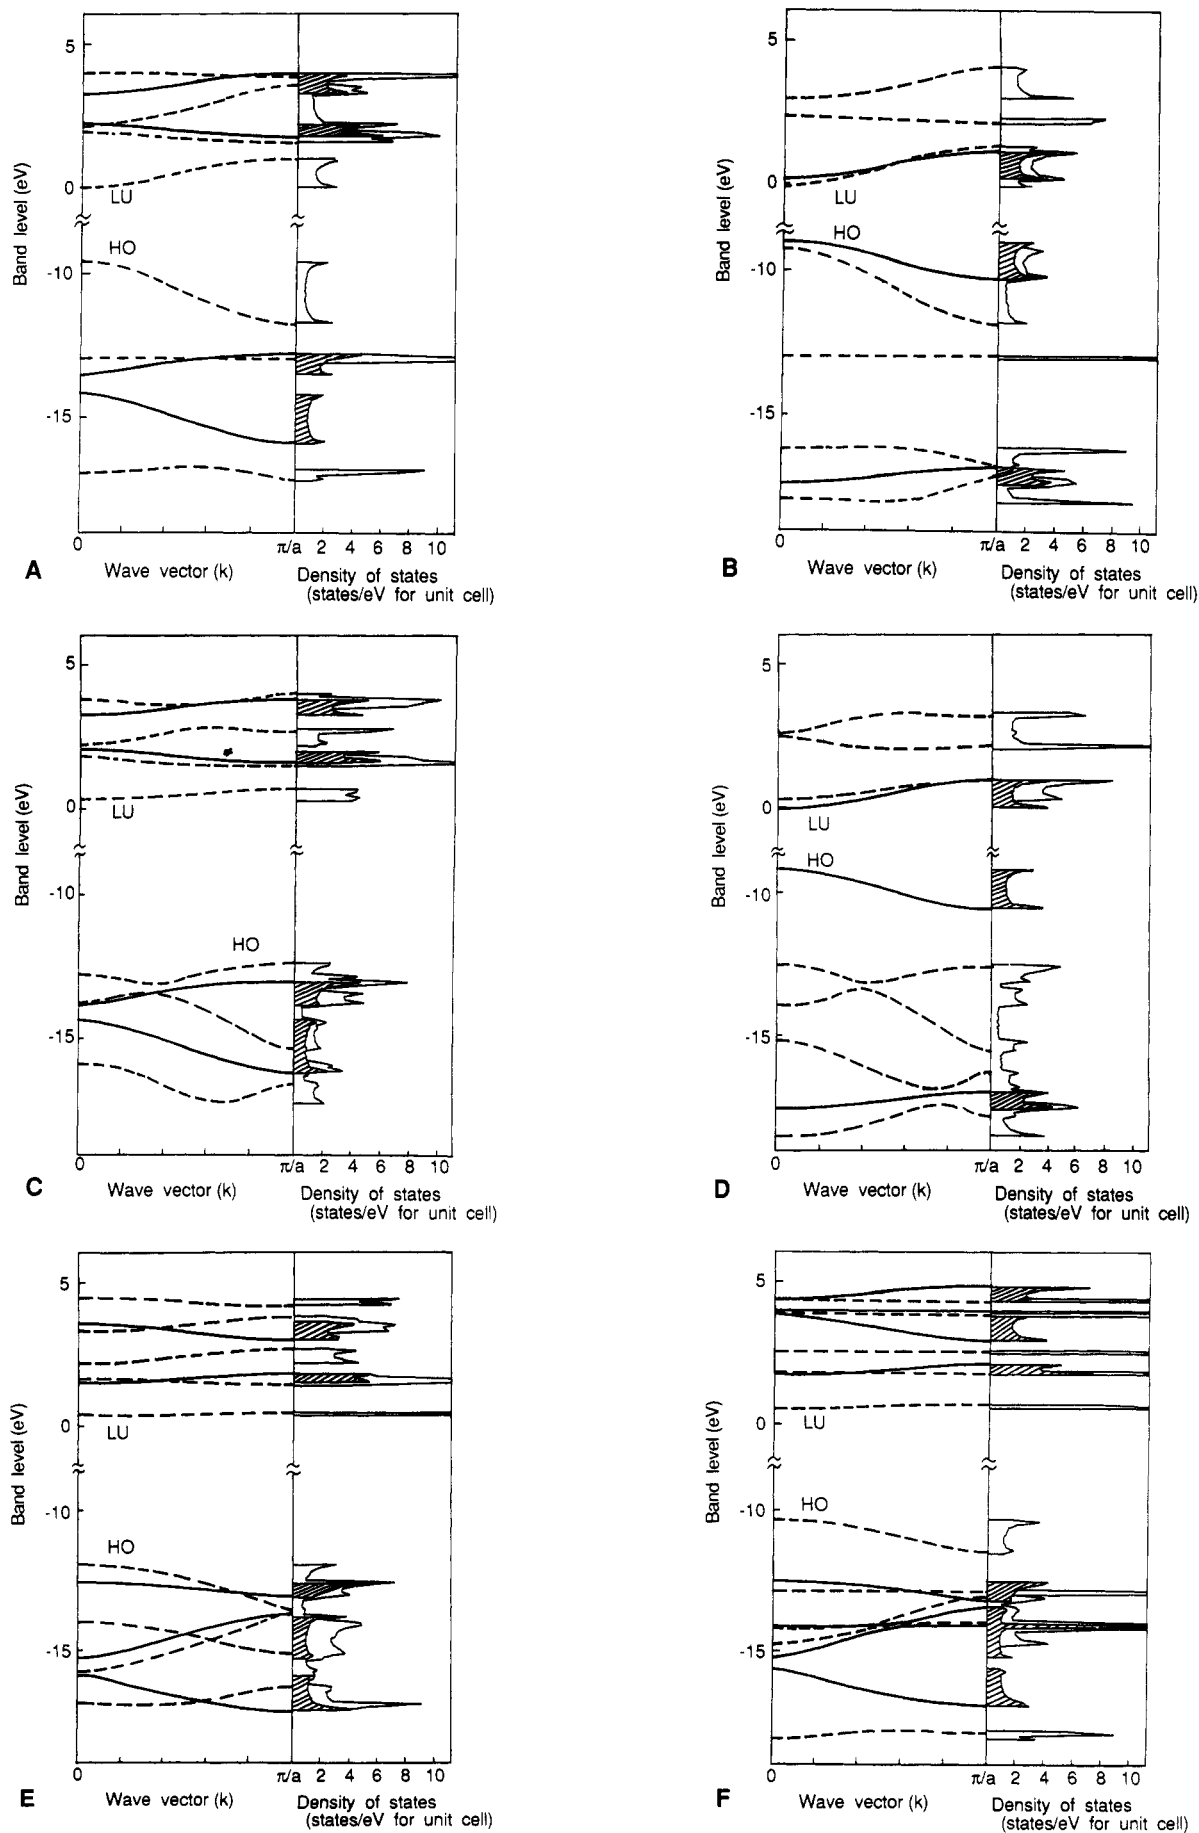 5
0
-10
-15
Band level (eV)
LU
HO
0
π/a
2 4 6 8 10
A
Wave vector (k)
Density of states
(states/eV for unit cell)
5
0
-10
-15
Band level (eV)
LU
HO
0
π/a
2 4 6 8 10
B
Wave vector (k)
Density of states
(states/eV for unit cell)
5
0
-10
-15
Band level (eV)
LU
HO
0
π/a
2 4 6 8 10
C
Wave vector (k)
Density of states
(states/eV for unit cell)
5
0
-10
-15
Band level (eV)
LU
HO
0
π/a
2 4 6 8 10
D
Wave vector (k)
Density of states
(states/eV for unit cell)
5
0
-10
-15
Band level (eV)
LU
HO
0
π/a
2 4 6 8 10
E
Wave vector (k)
Density of states
(states/eV for unit cell)
5
0
-10
-15
Band level (eV)
LU
HO
0
π/a
2 4 6 8 10
F
Wave vector (k)
Density of states
(states/eV for unit cell)